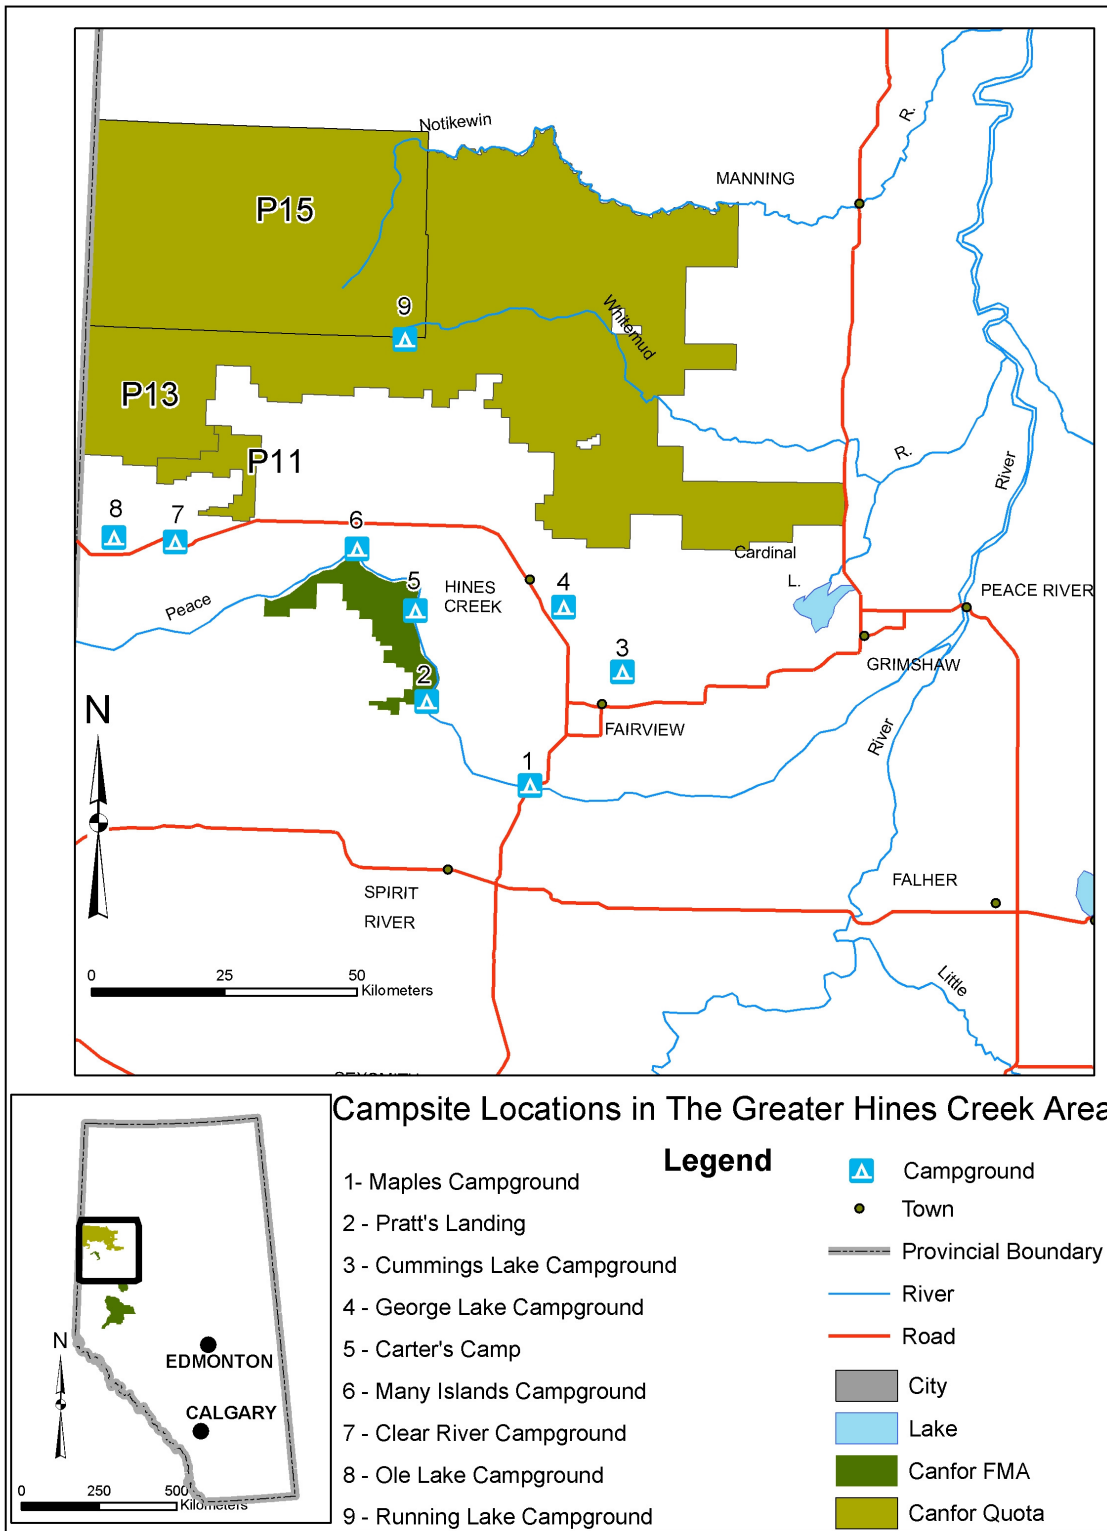 Notikewin
R.
MANNING
P15
9
Whitemud
P13
P11
R.
River
8
7
6
Cardinal
L.
5
HINES
CREEK
4
PEACE RIVER
Peace
3
GRIMSHAW
2
N
FAIRVIEW
River
1
SPIRIT
RIVER
FALHER
0 25 50
Kilometers
Little
Campsite Locations in The Greater Hines Creek Area
Legend
1- Maples Campground
2 - Pratt's Landing
3 - Cummings Lake Campground
4 - George Lake Campground
5 - Carter's Camp
6 - Many Islands Campground
7 - Clear River Campground
8 - Ole Lake Campground
9 - Running Lake Campground
Campground
Town
Provincial Boundary
River
Road
City
Lake
Canfor FMA
Canfor Quota
N
EDMONTON
CALGARY
0 250 500
Kilometers